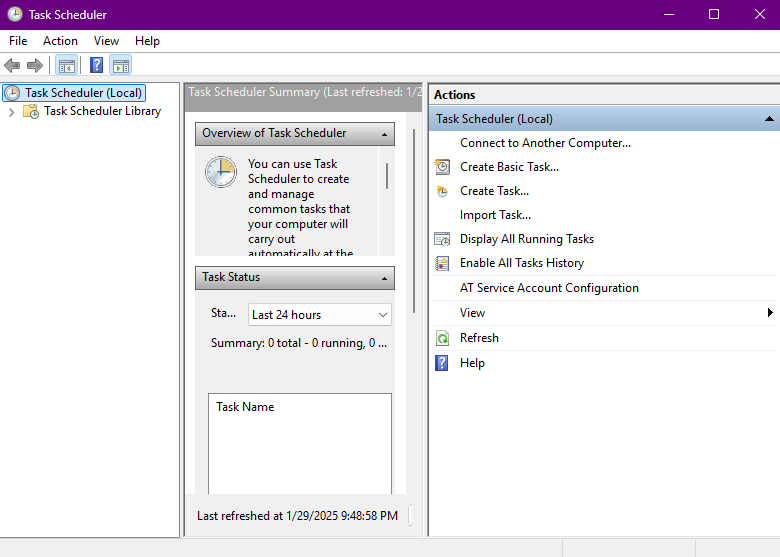 Task Scheduler
File Action View Help
Task Scheduler (Local)
Task Scheduler Library
Task Scheduler Summary (Last refreshed: 1/2
Overview of Task Scheduler
You can use Task
Scheduler to create
and manage
common tasks that
your computer will
carry out
automatically at the
Task Status
Sta...
Last 24 hours
Summary: 0 total - 0 running, 0 ...
Task Name
Last refreshed at 1/29/2025 9:48:58 PM
Actions
Task Scheduler (Local)
Connect to Another Computer...
Create Basic Task...
Create Task...
Import Task...
Display All Running Tasks
Enable All Tasks History
AT Service Account Configuration
View
Refresh
Help